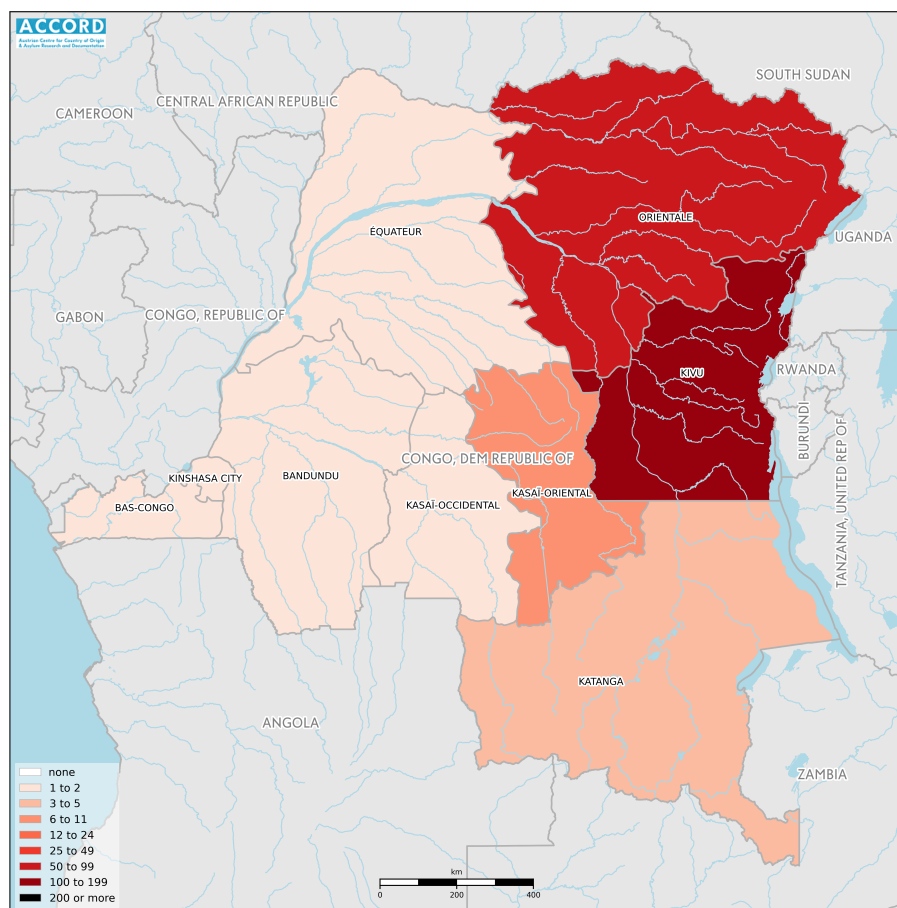 ACCORD
Austrian Centre for Country of Origin
& Asylum Research and Documentation
SOUTH SUDAN
CENTRAL AFRICAN REPUBLIC
CAMEROON
ORIENTALE
ÉQUATEUR
UGANDA
GABON
CONGO, REPUBLIC OF
RWANDA
KIVU
BURUNDI
TANZANIA, UNITED REP OF
CONGO, DEM REPUBLIC OF
KINSHASA CITY
BANDUNDU
KASAÏ-ORIENTAL
KASAÏ-OCCIDENTAL
BAS-CONGO
KATANGA
ANGOLA
ZAMBIA
none
1 to 2
3 to 5
6 to 11
12 to 24
25 to 49
50 to 99
100 to 199
200 or more
km
0 200 400